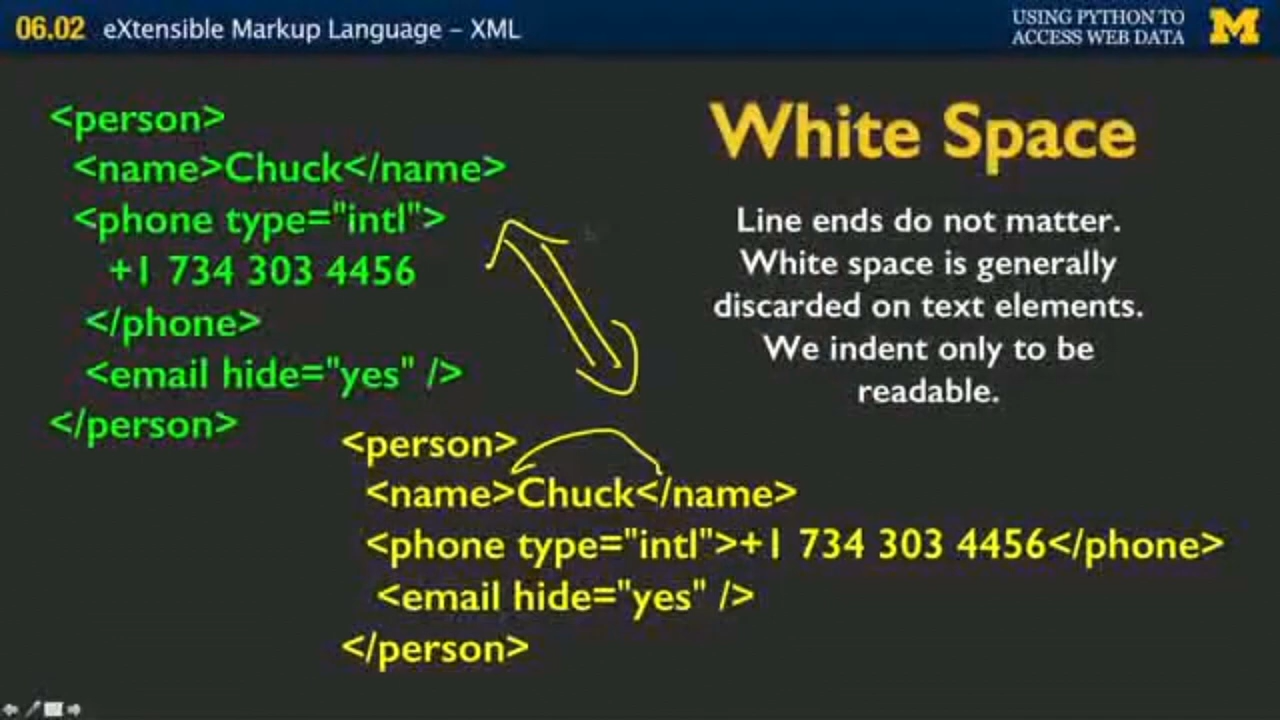 06.02 eXtensible Markup Language – XML
USING PYTHON TO
ACCESS WEB DATA
M
<person>
<name>Chuck</name>
<phone type="intl">
+1 734 303 4456
</phone>
<email hide="yes" />
</person>
White Space
Line ends do not matter.
White space is generally
discarded on text elements.
We indent only to be
readable.
<person>
<name>Chuck</name>
<phone type="intl">+1 734 303 4456</phone>
<email hide="yes" />
</person>